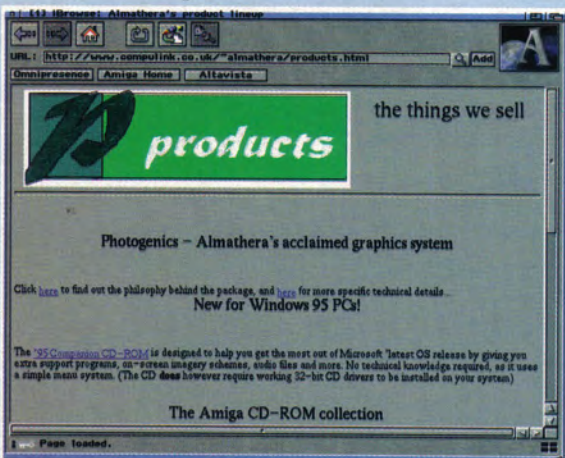 [1] IBrowse: Almathera's product lineup
URL: http://www.compulink.co.uk/~almathera/products.html
Add
Omnipresence Amiga Home Altavista
products
the things we sell
Photogenics - Almathera's acclaimed graphics system
Click here to find out the philsophy behind the package, and here for more specific technical details...
New for Windows 95 PCs!
The '95 Companion CD-ROM is designed to help you get the most out of Microsoft 'latest OS release by giving you
extra support programs, on-screen imagery schemes, audio files and more. No technical knowledge required, as it uses
a simple menu system. (The CD does however require working 32-bit CD drivers to be installed on your system)
The Amiga CD-ROM collection
Page loaded.